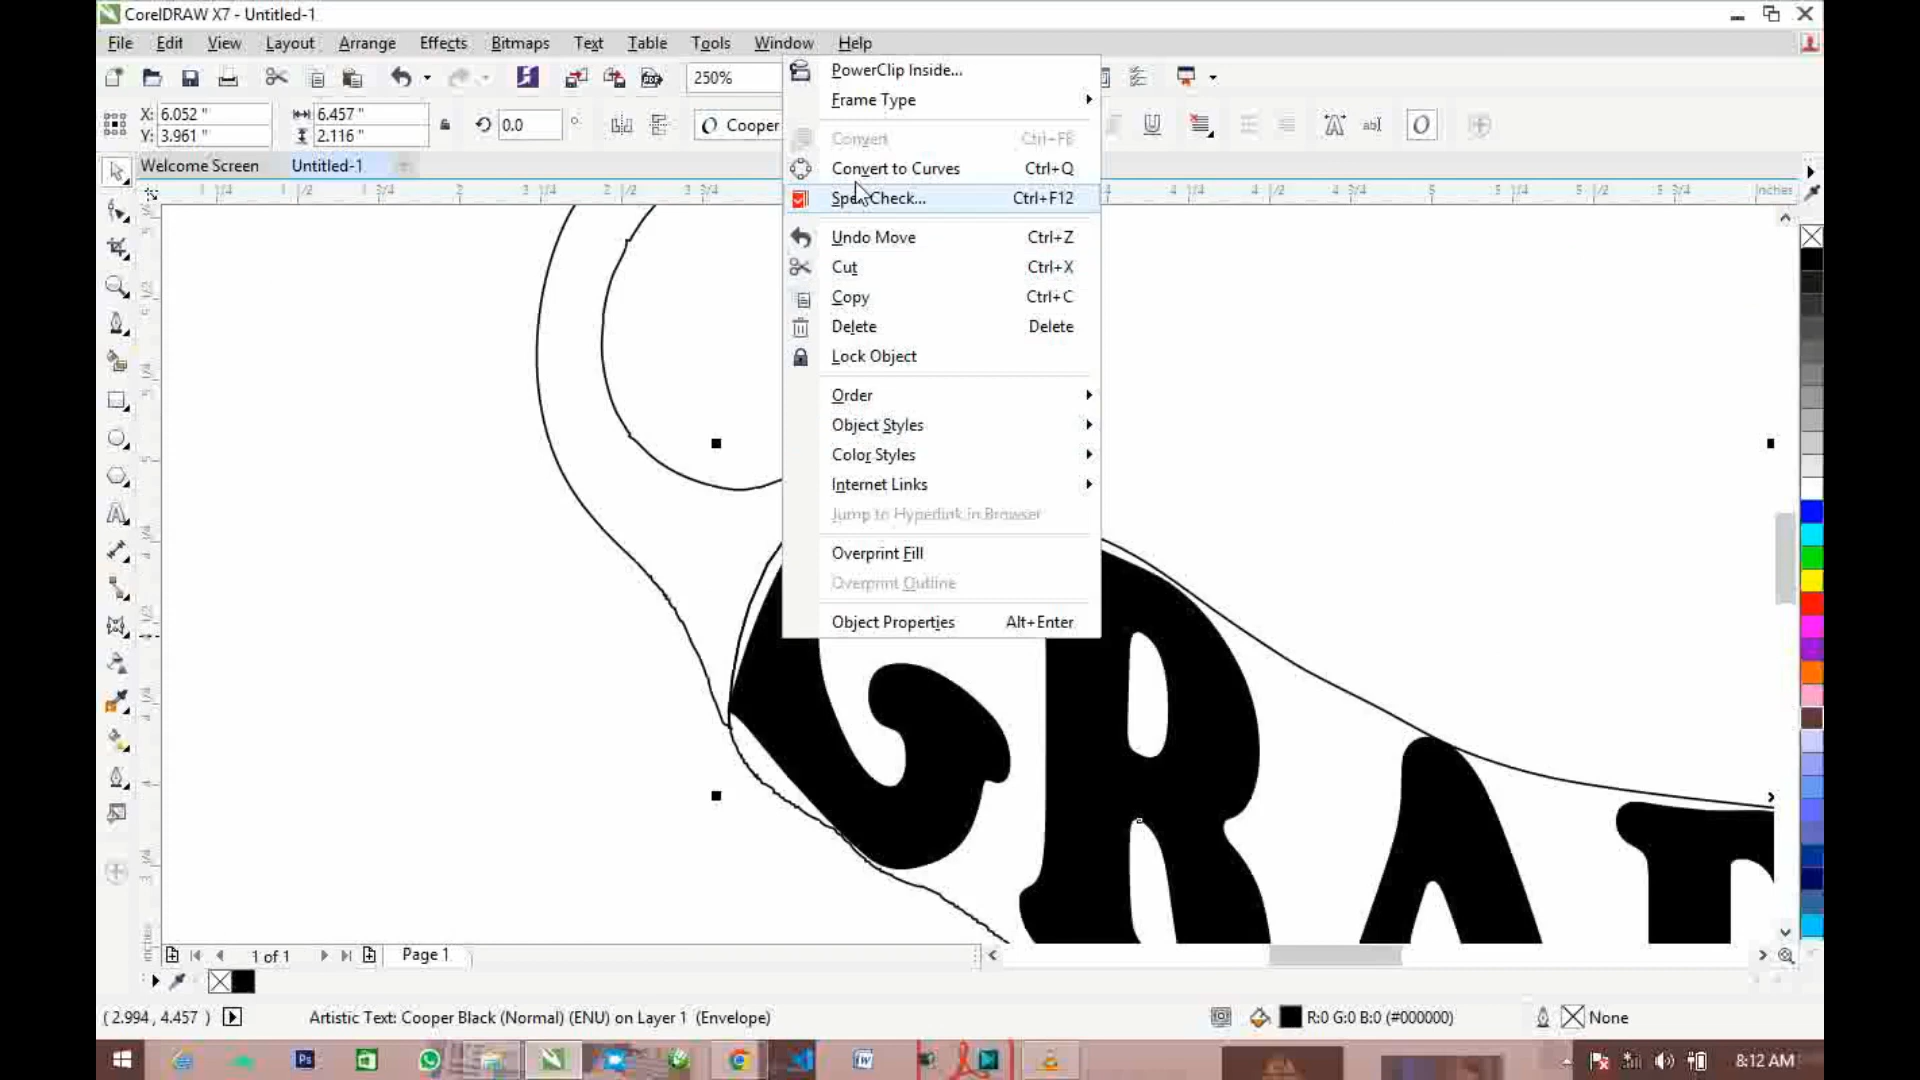 CorelDRAW X7 - Untitled-1
File Edit View Layout Arrange Effects Bitmaps Text Table Tools Window Help
250%
X: 6.052 " 6.457 " 0.0 Cooper
Y: 3.961 " 2.116 "
Welcome Screen Untitled-1
PowerClip Inside...
Frame Type
Convert Ctrl+F8
Convert to Curves Ctrl+Q
Spell Check... Ctrl+F12
Undo Move Ctrl+Z
Cut Ctrl+X
Copy Ctrl+C
Delete Delete
Lock Object
Order
Object Styles
Color Styles
Internet Links
Jump to Hyperlink in Browser
Overprint Fill
Overprint Outline
Object Properties Alt+Enter
inches
GRAT
1 of 1 Page 1
( 2.994 , 4.457 ) Artistic Text: Cooper Black (Normal) (ENU) on Layer 1 (Envelope) R:0 G:0 B:0 (#000000) None
8:12 AM